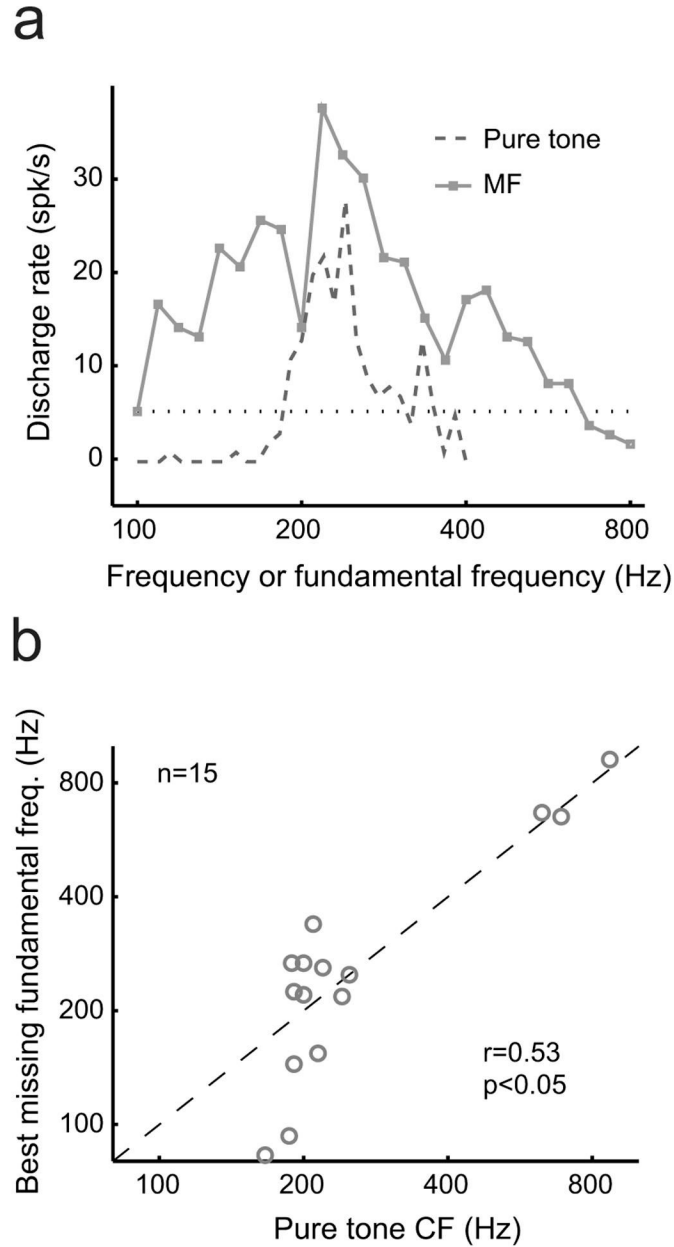 a
Discharge rate (spk/s)
30
20
10
0
Pure tone
MF
100 200 400 800
Frequency or fundamental frequency (Hz)
b
Best missing fundamental freq. (Hz)
800
400
200
100
n=15
r=0.53
p<0.05
100 200 400 800
Pure tone CF (Hz)